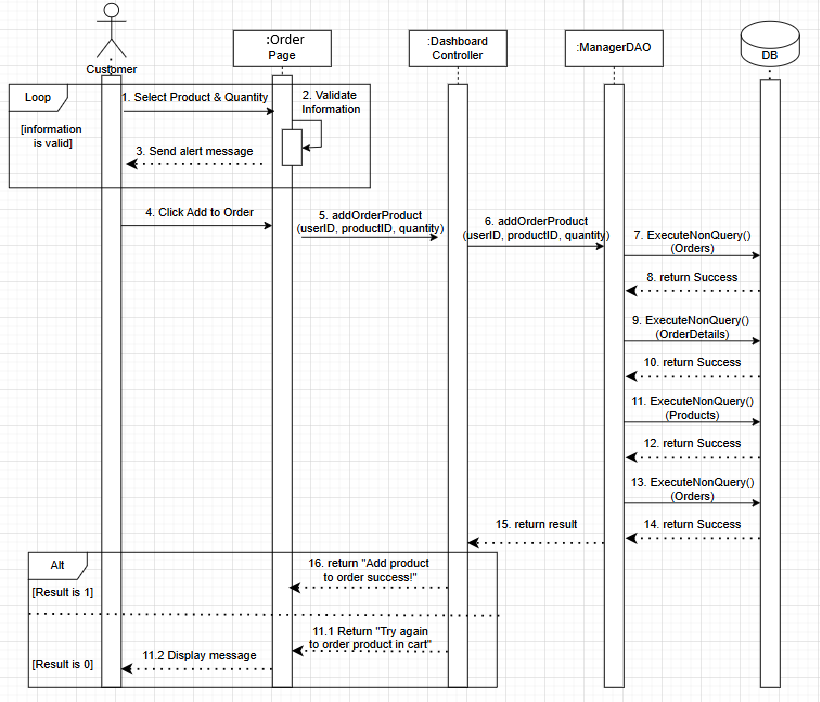 :Order
Page
:Dashboard
Controller
:ManagerDAO
DB
Customer
Loop
[information
is valid]
1. Select Product & Quantity
2. Validate
Information
3. Send alert message
4. Click Add to Order
5. addOrderProduct
(userID, productID, quantity)
6. addOrderProduct
(userID, productID, quantity)
7. ExecuteNonQuery()
(Orders)
8. return Success
9. ExecuteNonQuery()
(OrderDetails)
10. return Success
11. ExecuteNonQuery()
(Products)
12. return Success
13. ExecuteNonQuery()
(Orders)
14. return Success
15. return result
Alt
[Result is 1]
16. return "Add product
to order success!"
11.1 Return "Try again
to order product in cart"
[Result is 0]
11.2 Display message